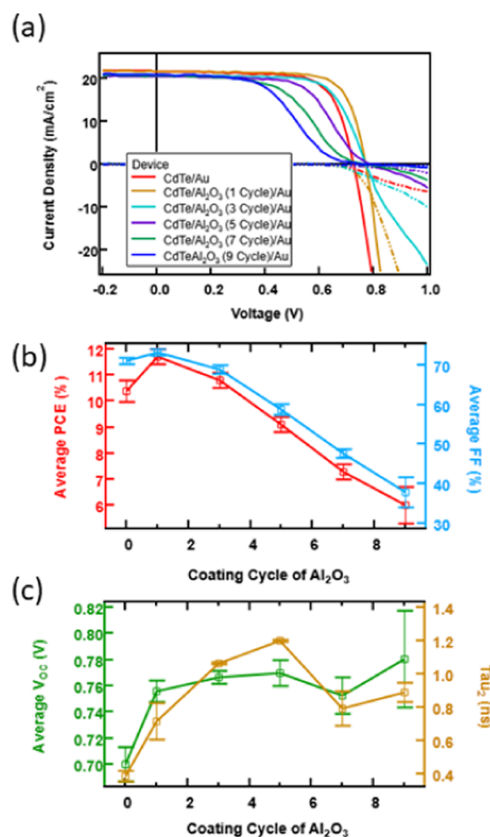 (a)
20
10
0
-10
-20
Current Density (mA/cm²)
Device
CdTe/Au
CdTe/Al₂O₃ (1 Cycle)/Au
CdTe/Al₂O₃ (3 Cycle)/Au
CdTe/Al₂O₃ (5 Cycle)/Au
CdTe/Al₂O₃ (7 Cycle)/Au
CdTeAl₂O₃ (9 Cycle)/Au
-0.2 0.0 0.2 0.4 0.6 0.8 1.0
Voltage (V)
(b)
12
11
10
9
8
7
6
Average PCE (%)
70
60
50
40
30
Average FF (%)
0 2 4 6 8
Coating Cycle of Al₂O₃
(c)
0.82
0.80
0.78
0.76
0.74
0.72
0.70
Average V_OC (V)
1.4
1.2
1.0
0.8
0.6
0.4
Tau₂ (ns)
0 2 4 6 8
Coating Cycle of Al₂O₃